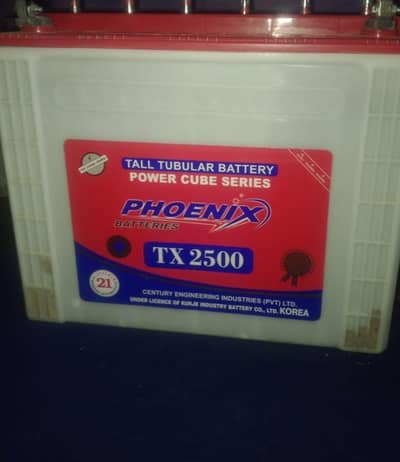 TALL TUBULAR BATTERY
POWER CUBE SERIES
PHOENIX
BATTERIES
TX 2500
21
CENTURY ENGINEERING INDUSTRIES (PVT) LTD.
UNDER LICENCE OF KUKJE INDUSTRY BATTERY CO., LTD. KOREA